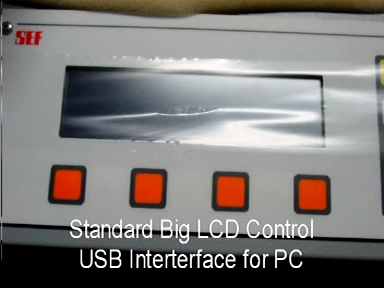 SEF
Standard Big LCD Control
USB Interterface for PC